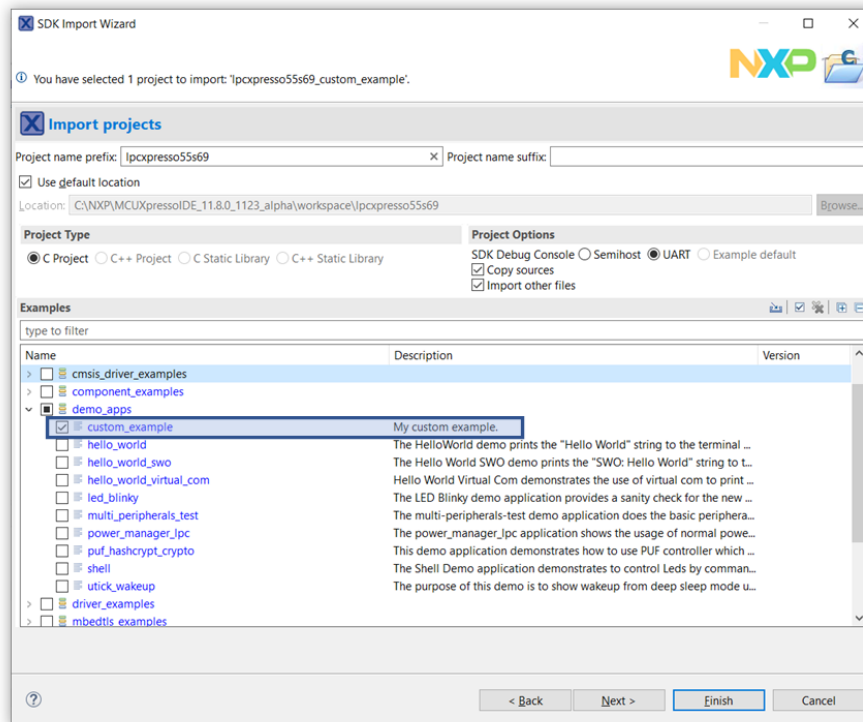 SDK Import Wizard
NXP
You have selected 1 project to import: 'lpcxpresso55s69_custom_example'.
Import projects
Project name prefix: lpcxpresso55s69 Project name suffix:
Use default location
Location: C:\NXP\MCUXpressoIDE_11.8.0_1123_alpha\workspace\lpcxpresso55s69 Browse...
Project Type Project Options
C Project C++ Project C Static Library C++ Static Library SDK Debug Console Semihost UART Example default
Copy sources
Import other files
Examples
type to filter
Name Description Version
cmsis_driver_examples
component_examples
demo_apps
custom_example My custom example.
hello_world The HelloWorld demo prints the "Hello World" string to the terminal ...
hello_world_swo The Hello World SWO demo prints the "SWO: Hello World" string to t...
hello_world_virtual_com Hello World Virtual Com demonstrates the use of virtual com to print ...
led_blinky The LED Blinky demo application provides a sanity check for the new ...
multi_peripherals_test The multi-peripherals-test demo application does the basic periphera...
power_manager_lpc The power_manager_lpc application shows the usage of normal powe...
puf_hashcrypt_crypto This demo application demonstrates how to use PUF controller which ...
shell The Shell Demo application demonstrates to control Leds by comman...
utick_wakeup The purpose of this demo is to show wakeup from deep sleep mode u...
driver_examples
mbedtls_examples
< Back Next > Finish Cancel